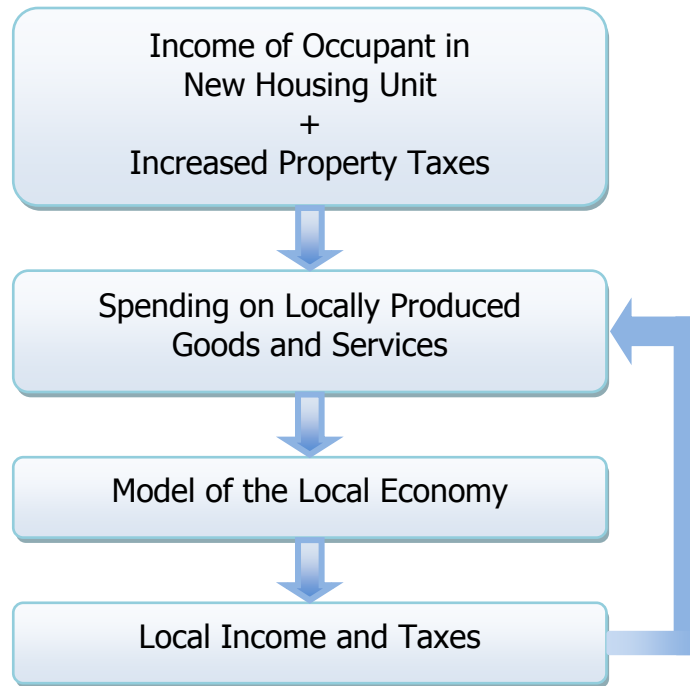 Income of Occupant in
New Housing Unit
+
Increased Property Taxes
Spending on Locally Produced
Goods and Services
Model of the Local Economy
Local Income and Taxes